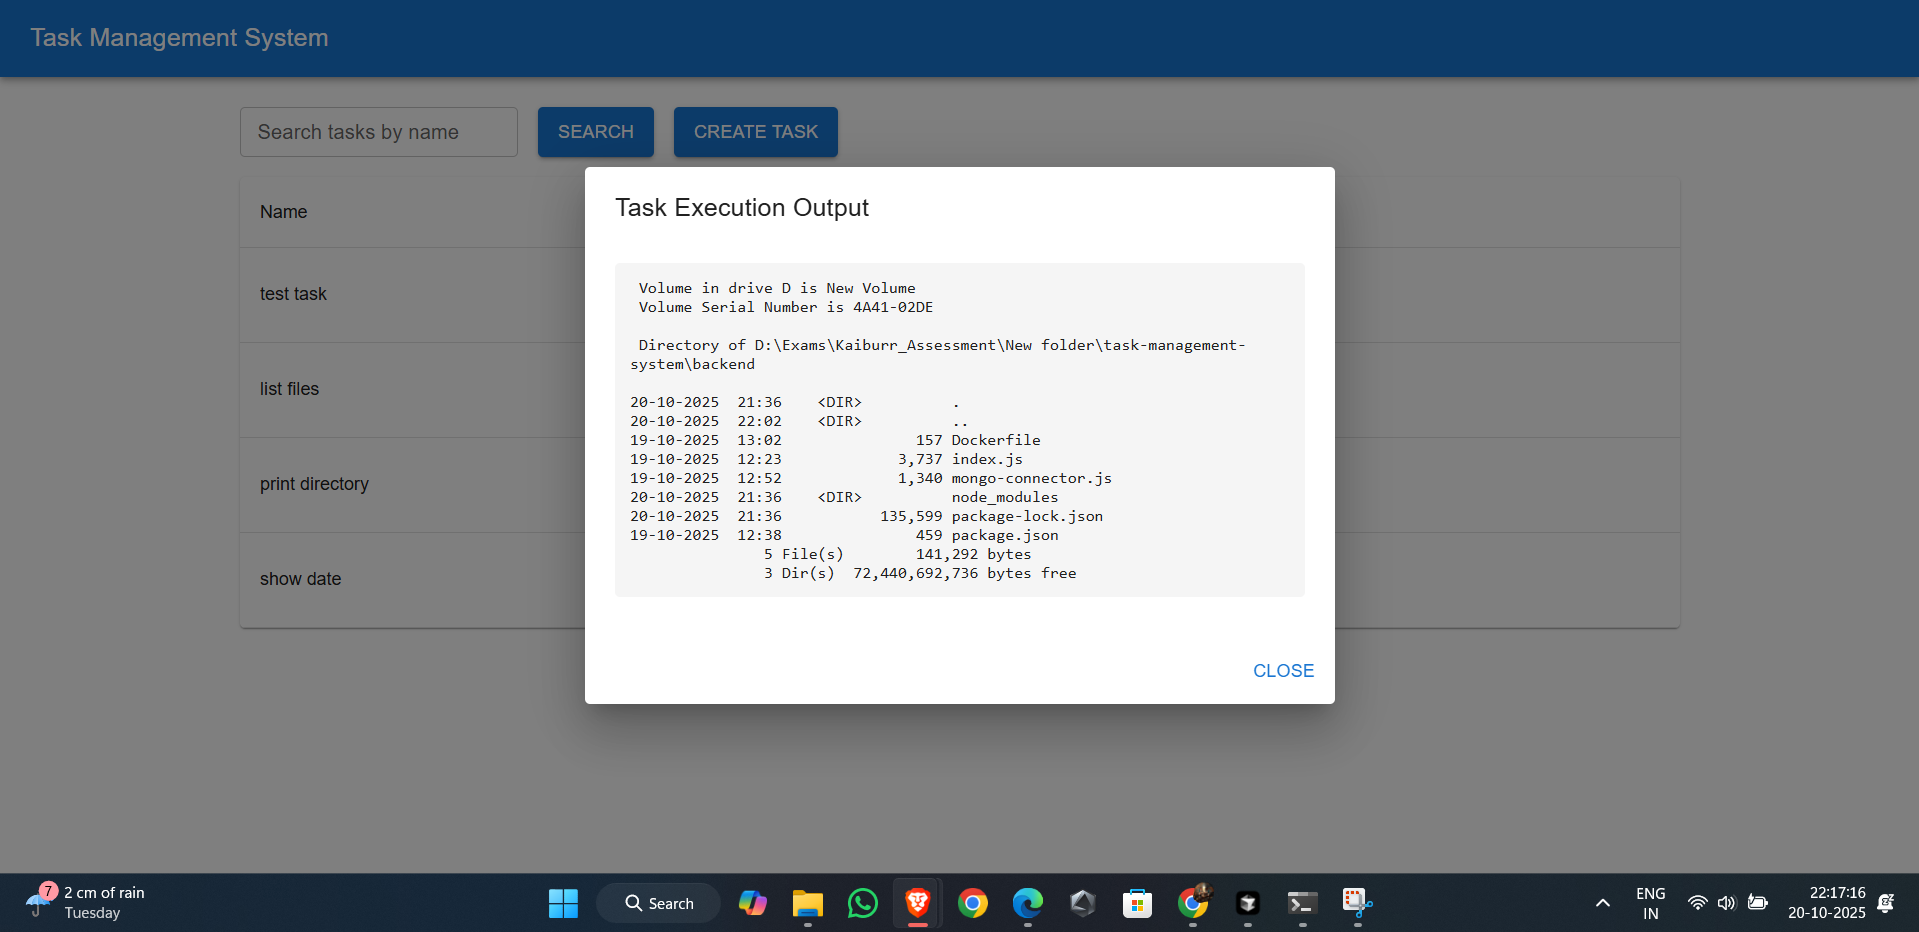 Task Management System
Search tasks by name
SEARCH
CREATE TASK
Name
test task
list files
print directory
show date
Task Execution Output
 Volume in drive D is New Volume
 Volume Serial Number is 4A41-02DE
 Directory of D:\Exams\Kaiburr_Assessment\New folder\task-management-
system\backend
20-10-2025  21:36    <DIR>          .
20-10-2025  22:02    <DIR>          ..
19-10-2025  13:02               157 Dockerfile
19-10-2025  12:23             3,737 index.js
19-10-2025  12:52             1,340 mongo-connector.js
20-10-2025  21:36    <DIR>          node_modules
20-10-2025  21:36           135,599 package-lock.json
19-10-2025  12:38               459 package.json
               5 File(s)        141,292 bytes
               3 Dir(s)  72,440,692,736 bytes free
CLOSE
7
2 cm of rain
Tuesday
Search
ENG
IN
22:17:16
20-10-2025